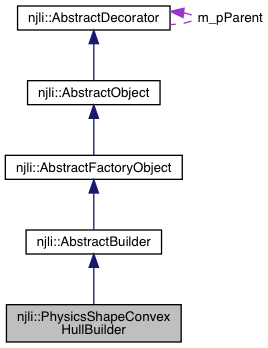 njli::AbstractDecorator
m_pParent
njli::AbstractObject
njli::AbstractFactoryObject
njli::AbstractBuilder
njli::PhysicsShapeConvex
HullBuilder